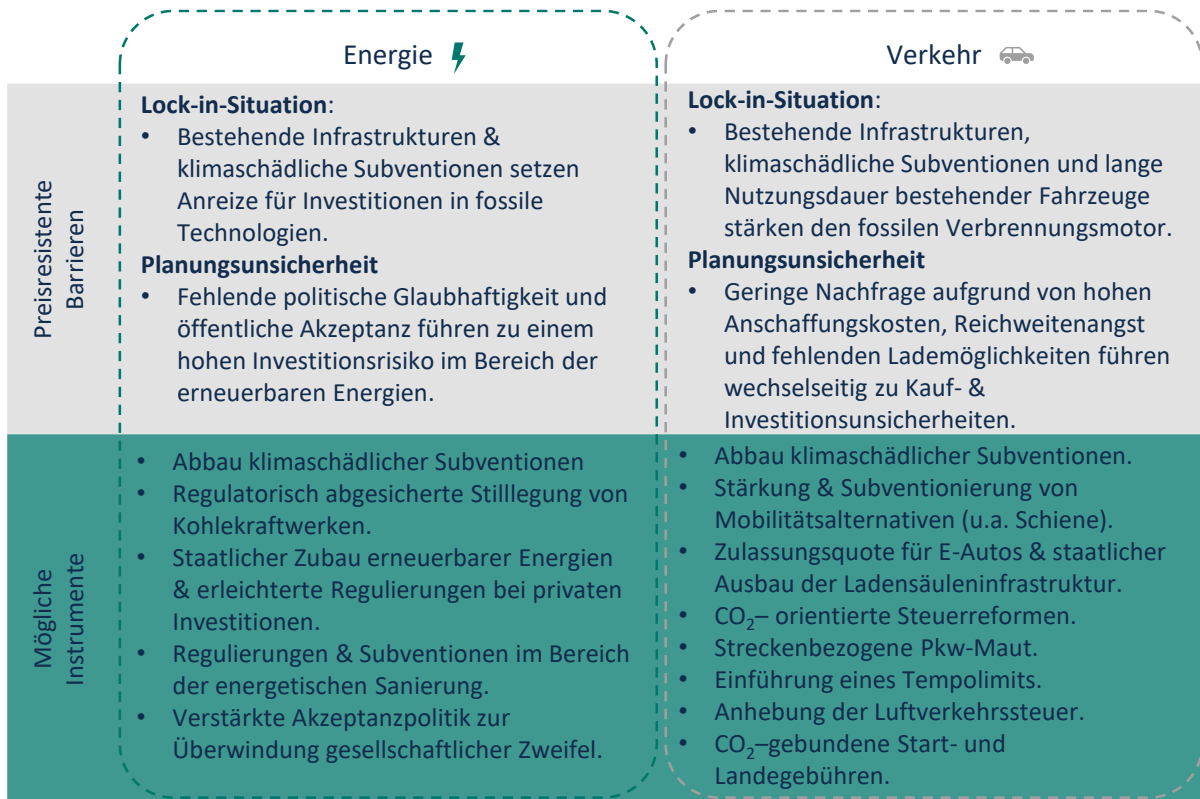 Energie
Verkehr
Preisresistente
Barrieren
Lock-in-Situation:
• Bestehende Infrastrukturen &
klimaschädliche Subventionen setzen
Anreize für Investitionen in fossile
Technologien.
Planungsunsicherheit
• Fehlende politische Glaubhaftigkeit und
öffentliche Akzeptanz führen zu einem
hohen Investitionsrisiko im Bereich der
erneuerbaren Energien.
Lock-in-Situation:
• Bestehende Infrastrukturen,
klimaschädliche Subventionen und lange
Nutzungsdauer bestehender Fahrzeuge
stärken den fossilen Verbrennungsmotor.
Planungsunsicherheit
• Geringe Nachfrage aufgrund von hohen
Anschaffungskosten, Reichweitenangst
und fehlenden Lademöglichkeiten führen
wechselseitig zu Kauf- &
Investitionsunsicherheiten.
Mögliche
Instrumente
• Abbau klimaschädlicher Subventionen
• Regulatorisch abgesicherte Stilllegung von
Kohlekraftwerken.
• Staatlicher Zubau erneuerbarer Energien
& erleichterte Regulierungen bei privaten
Investitionen.
• Regulierungen & Subventionen im Bereich
der energetischen Sanierung.
• Verstärkte Akzeptanzpolitik zur
Überwindung gesellschaftlicher Zweifel.
• Abbau klimaschädlicher Subventionen.
• Stärkung & Subventionierung von
Mobilitätsalternativen (u.a. Schiene).
• Zulassungsquote für E-Autos & staatlicher
Ausbau der Ladensäuleninfrastruktur.
• CO₂– orientierte Steuerreformen.
• Streckenbezogene Pkw-Maut.
• Einführung eines Tempolimits.
• Anhebung der Luftverkehrssteuer.
• CO₂–gebundene Start- und
Landegebühren.